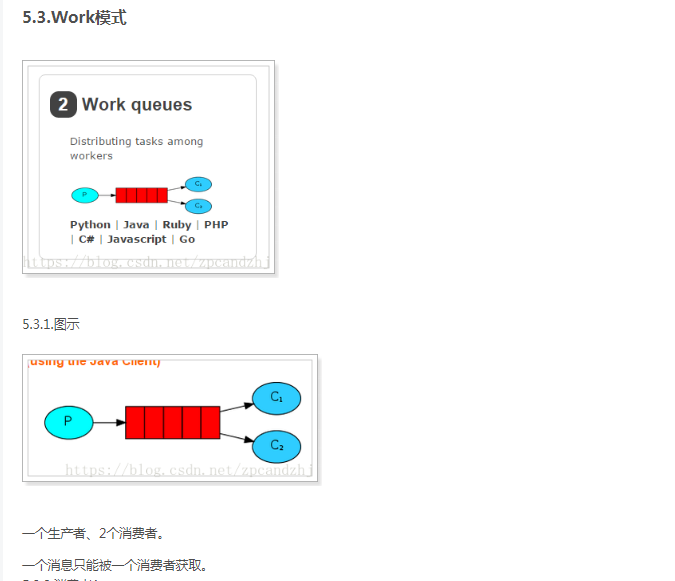 5.3.Work模式
2 Work queues
Distributing tasks among
workers
P
C₁
C₂
Python | Java | Ruby | PHP
| C# | Javascript | Go
https://blog.csdn.net/zpcandzhj
5.3.1.图示
(using the Java Client)
P
C₁
C₂
https://blog.csdn.net/zpcandzhj
一个生产者、2个消费者。
一个消息只能被一个消费者获取。